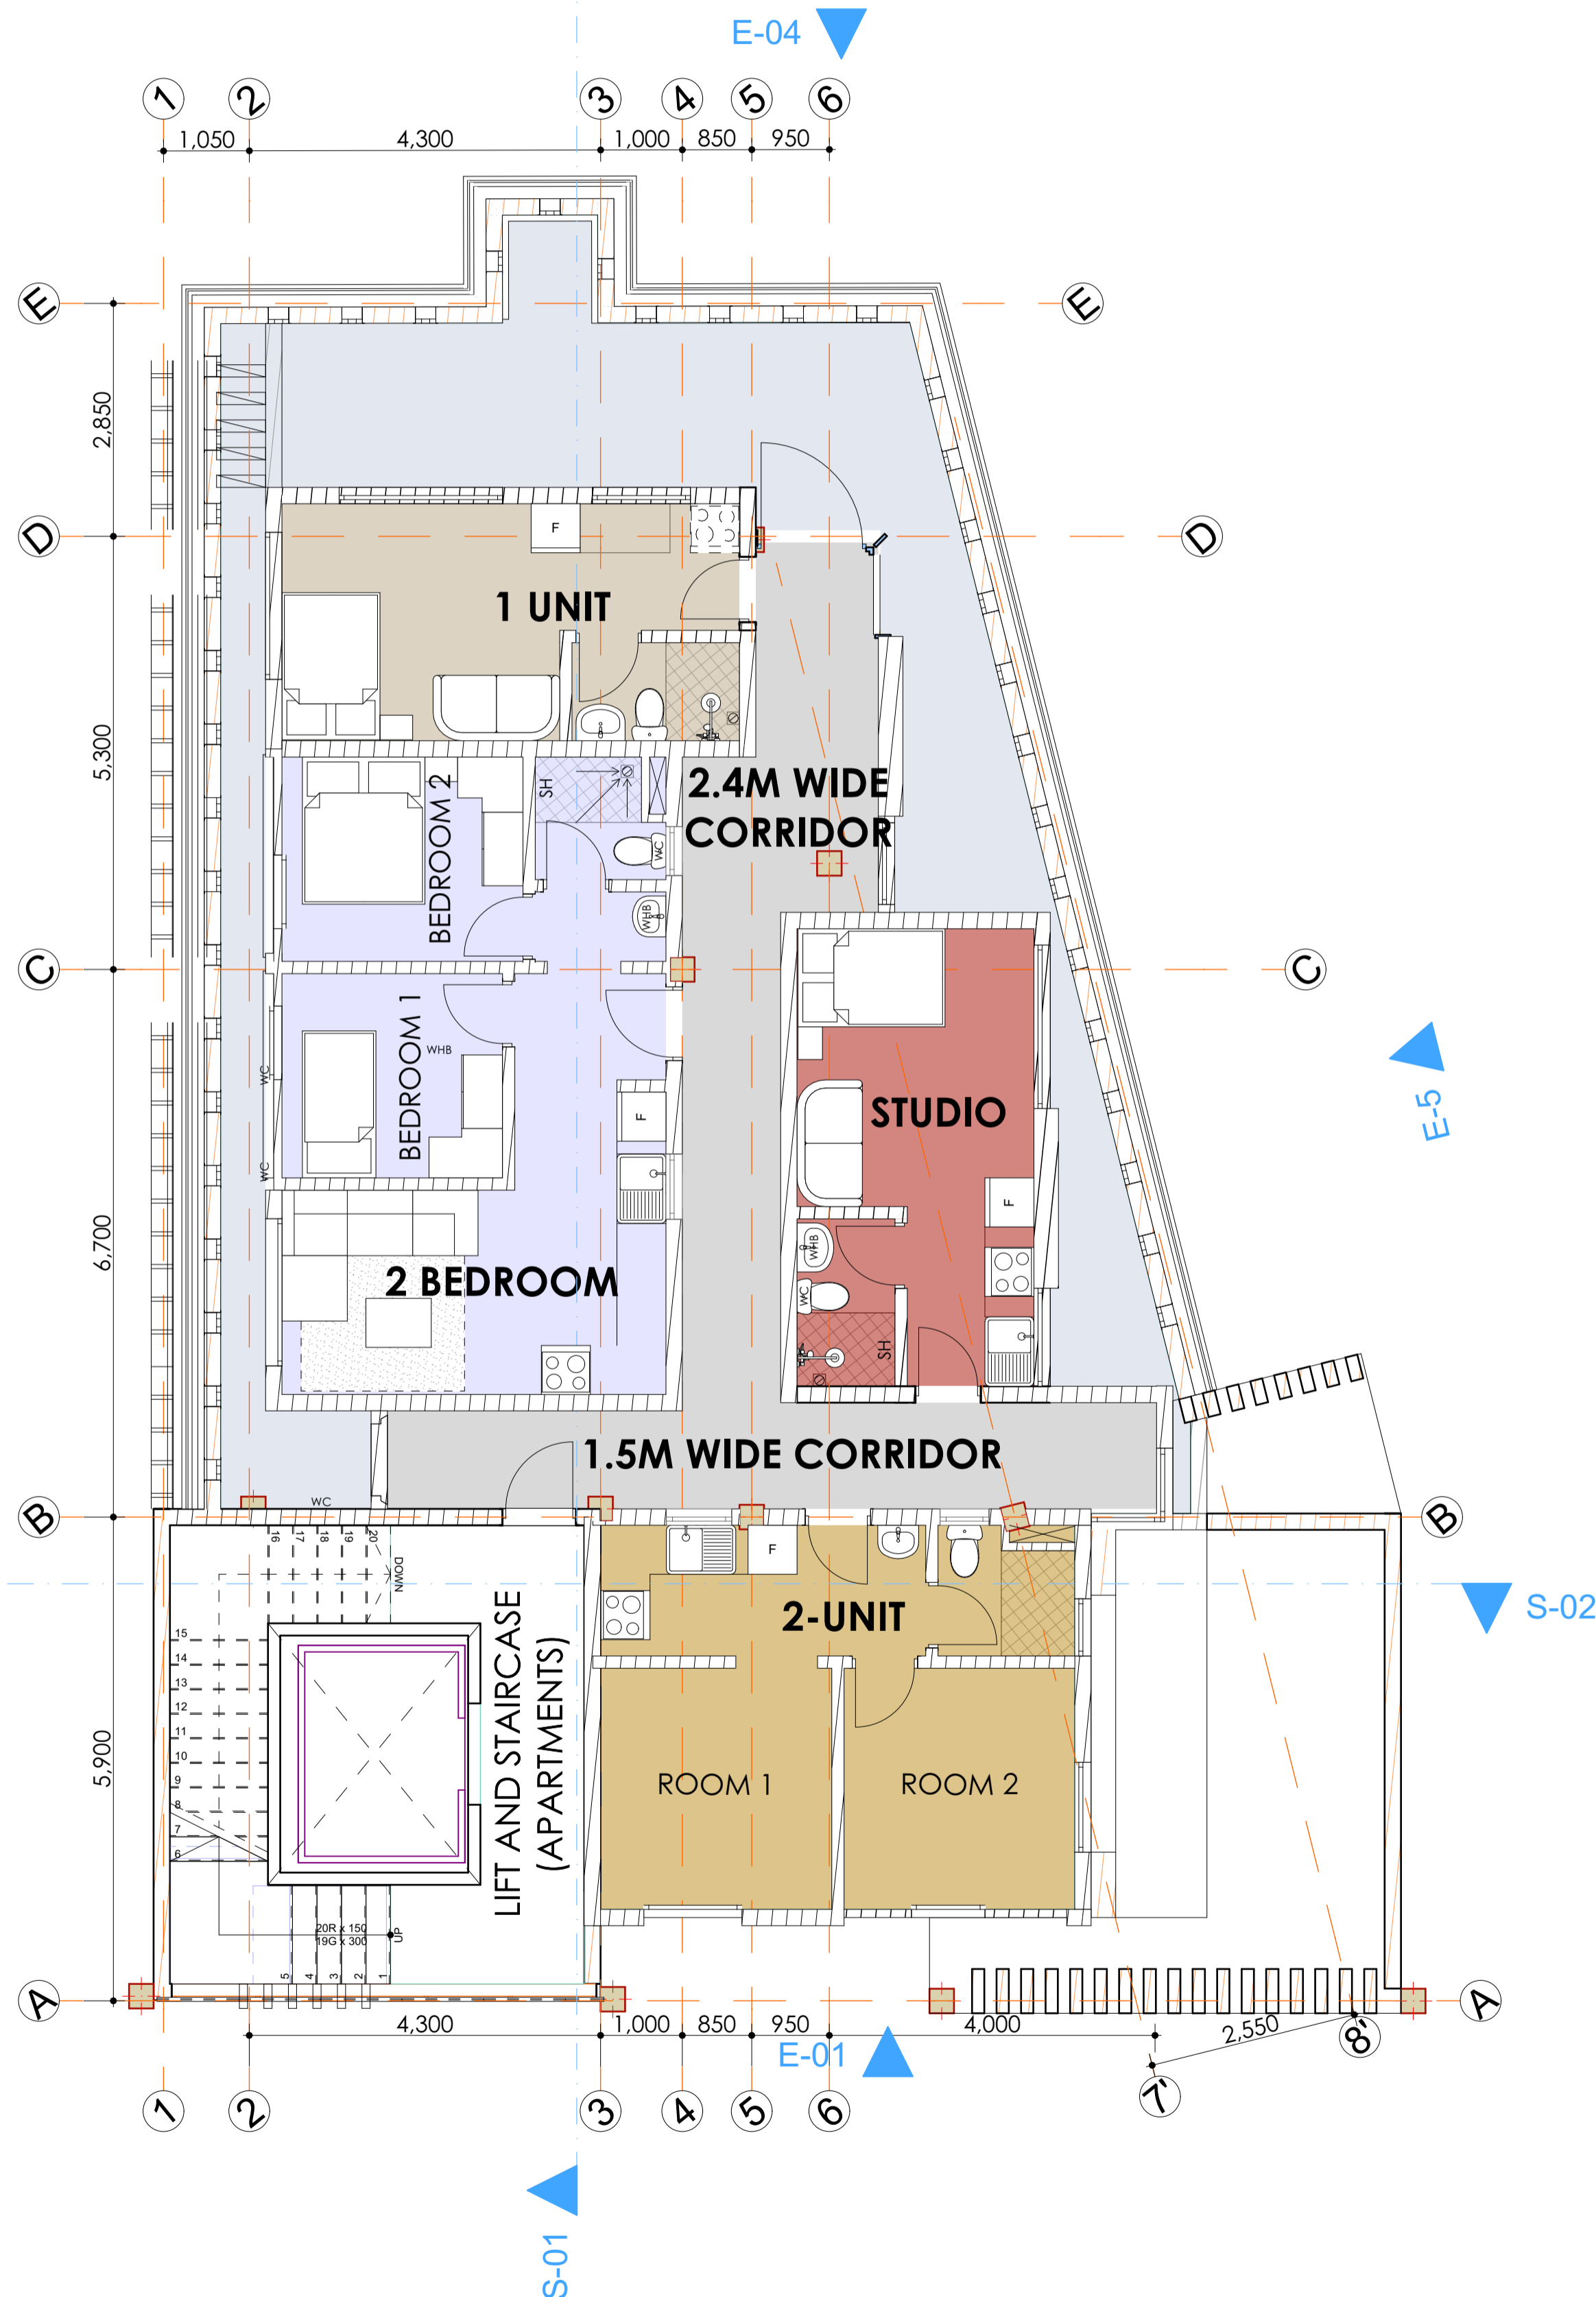 E-04
1 2 3 4 5 6
1,050 4,300 1,000 850 950
E E
2,850
D D
F
1 UNIT
5,300
2.4M WIDE
CORRIDOR
BEDROOM 2
SH
WC
WHB
C C
BEDROOM 1
WHB
WC
WC
F
STUDIO
E-5
F
6,700
WHB
WC
SH
2 BEDROOM
1.5M WIDE CORRIDOR
WC
B B
16 17 18 19 20
DOWN
F
S-02
2-UNIT
15
14
13
12
11
10
9
8
7
6
LIFT AND STAIRCASE
(APARTMENTS)
5,900
ROOM 1 ROOM 2
20R x 150
19G x 300
UP
5 4 3 2 1
A A
4,300 1,000 850 950 4,000 2,550
E-01
8'
7'
1 2 3 4 5 6
S-01